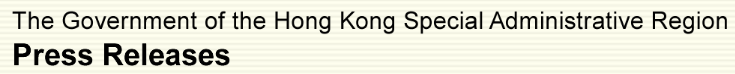 The Government of the Hong Kong Special Administrative Region
Press Releases